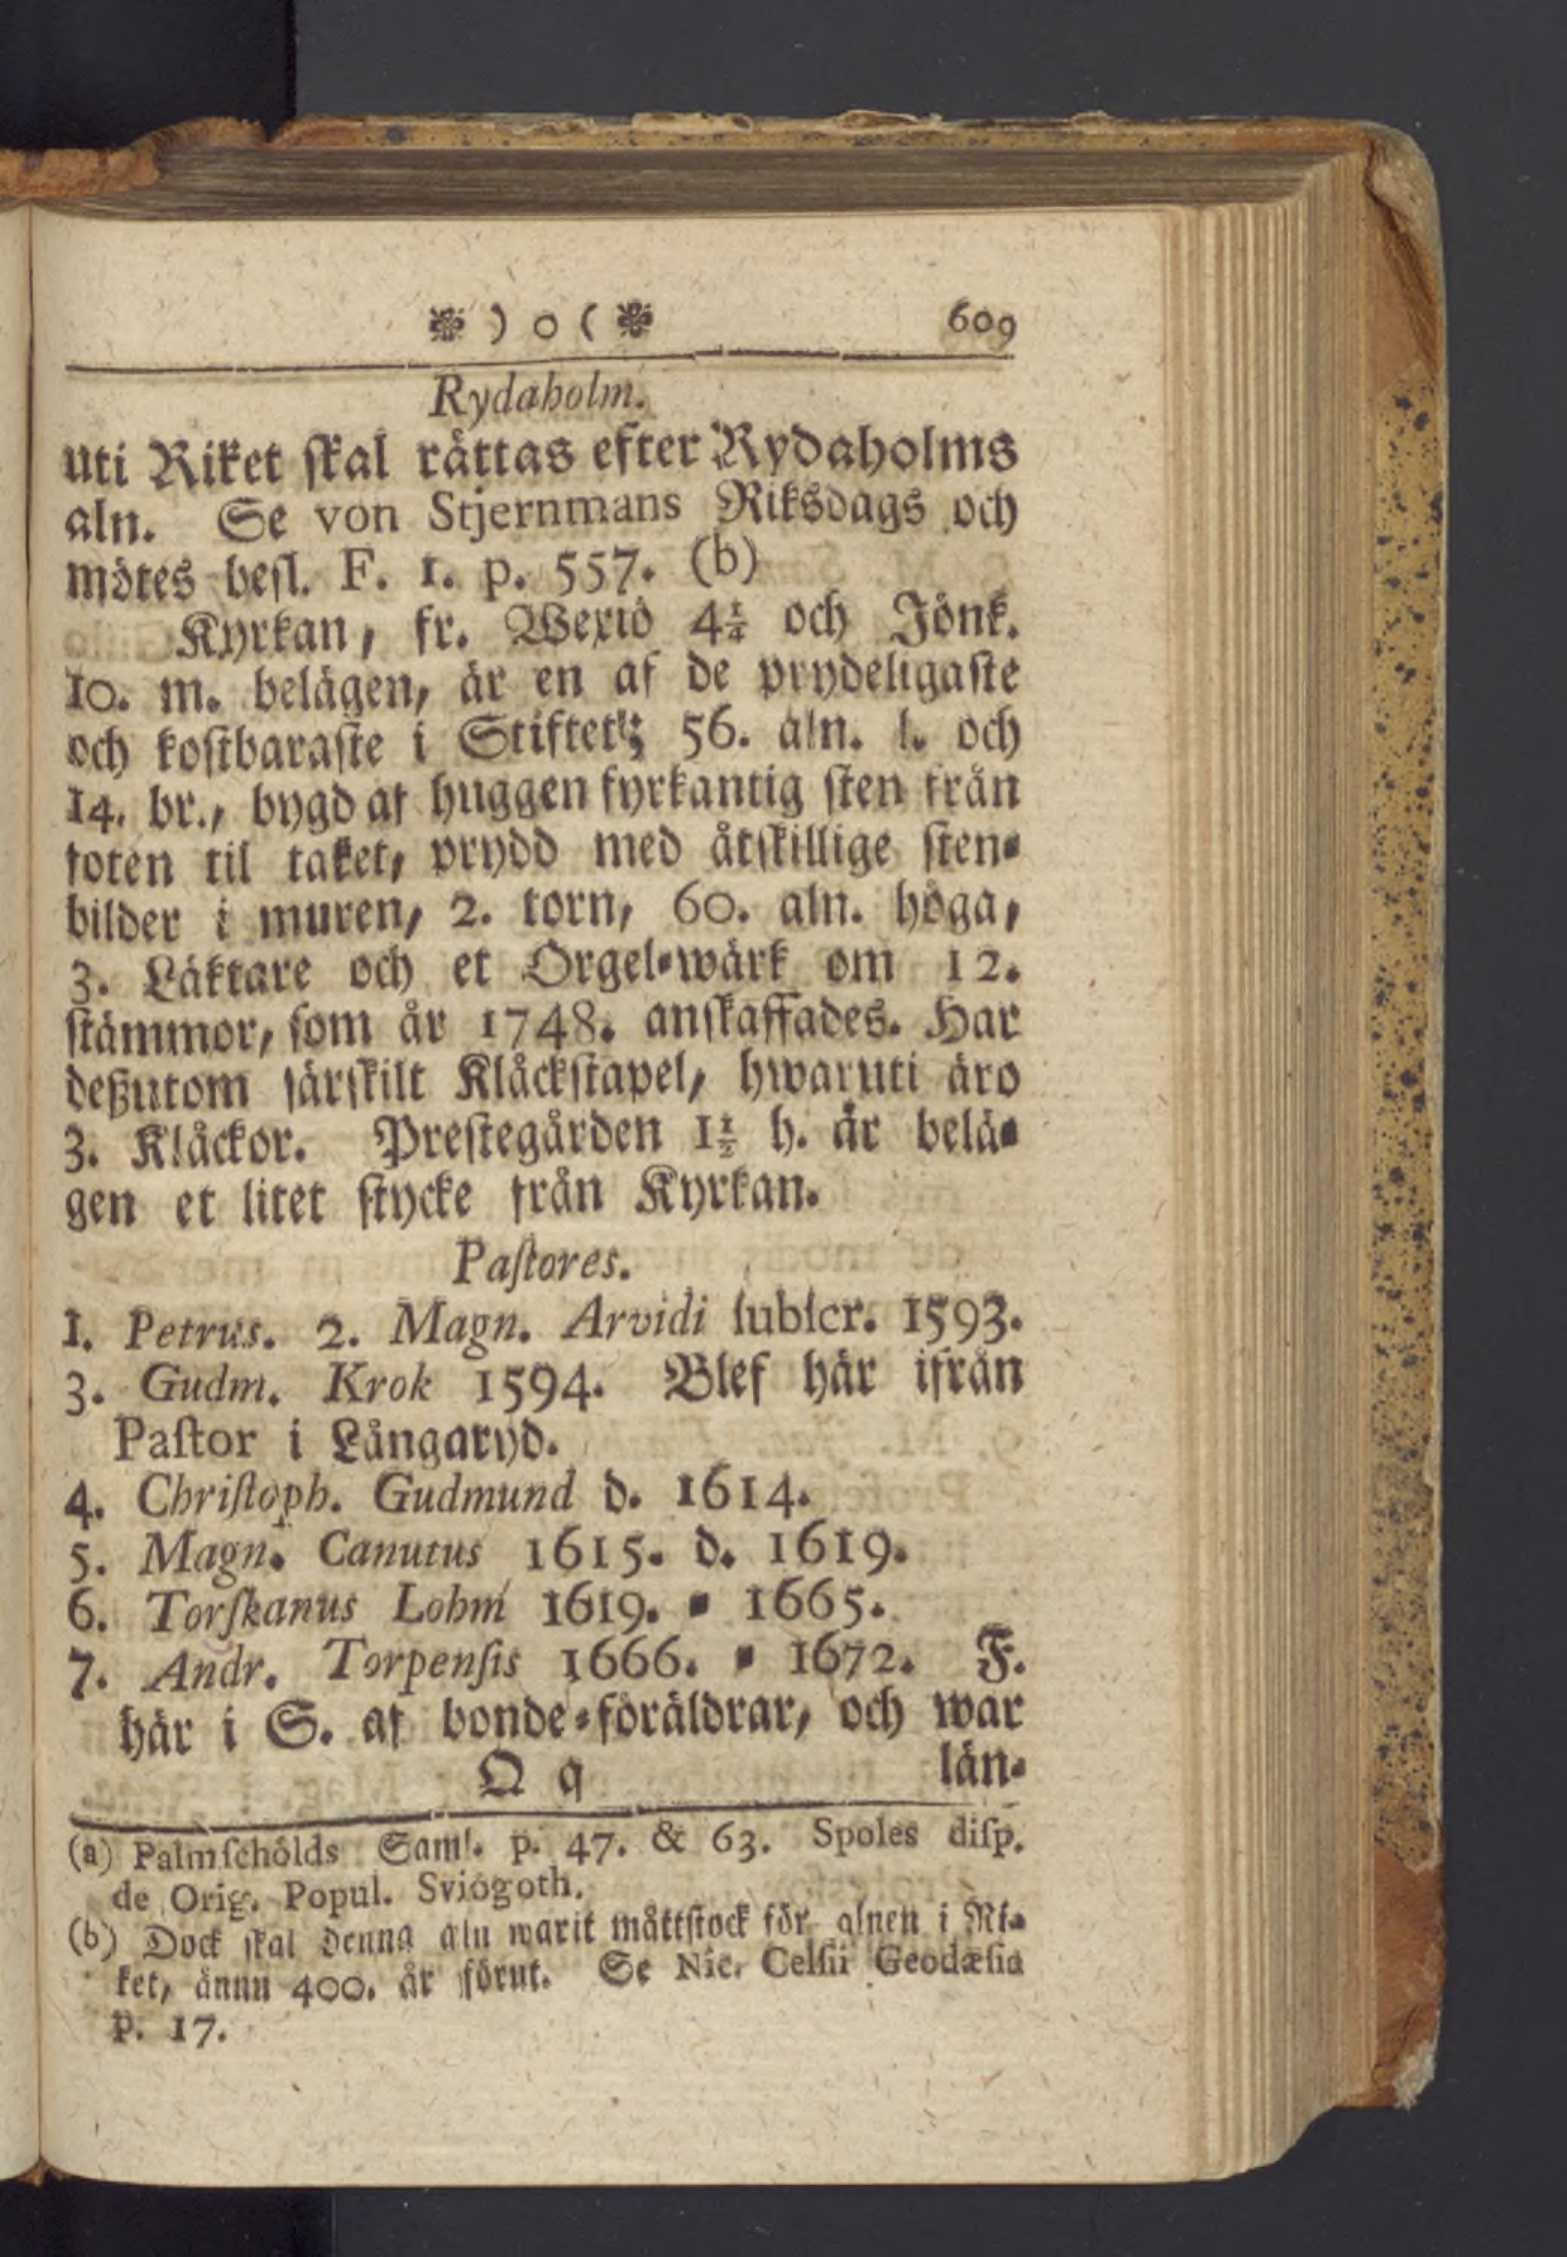 ❉ ) o ( ❉ 609
Rydaholm.
uti Riket ſkal rättas efter Rydaholms
aln. Se von Stjernmans Riksdags och
mötes beſl. F. 1. p. 557. (b)
Kyrkan, fr. Wexiö 4¼ och Jönk.
10. m. belägen, är en af de prydeligaſte
och koſtbaraſte i Stiftet; 56. aln. l. och
14. br., bygd af huggen fyrkantig ſten från
foten til taket, prydd med åtſkillige ſten-
bilder i muren, 2. torn, 60. aln. höga,
3. Läktare och et Orgel-wärk om 12.
ſtämmor, ſom år 1748. anſkaffades. Har
deßutom ſärſkilt Klåckſtapel, hwaruti äro
3. Klåckor. Preſtegården 1½ h. är belä-
gen et litet ſtycke från Kyrkan.
Paſtores.
1. Petrus. 2. Magn. Arvidi ſubſcr. 1593.
3. Gudm. Krok 1594. Blef här ifrån
Paſtor i Långaryd.
4. Chriſtoph. Gudmund d. 1614.
5. Magn. Canutus 1615. d. 1619.
6. Torſkanus Lohm 1619. - 1665.
7. Andr. Torpenſis 1666. - 1672. F.
här i S. af bonde-föräldrar, och war
Q q län-
(a) Palmſchölds Saml. p. 47. & 63. Spoles diſp.
de Orig. Popul. Sviogoth.
(b) Dock ſkal denna aln warit måttſtock för alnen i Ri-
ket, ännu 400. år förut. Se Nic. Celſii Geodæſia
p. 17.